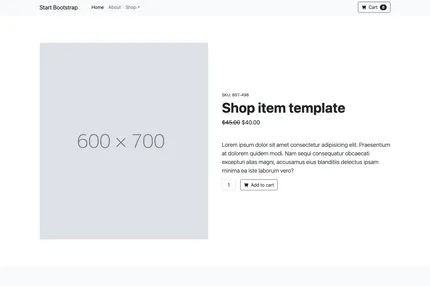 Start Bootstrap Home About Shop Cart 0
600 × 700
SKU: BST-498
Shop item template
$45.00 $40.00
Lorem ipsum dolor sit amet consectetur adipisicing elit. Praesentium
at dolorem quidem modi. Nam sequi consequatur obcaecati
excepturi alias magni, accusamus eius blanditiis delectus ipsam
minima ea iste laborum vero?
1 Add to cart